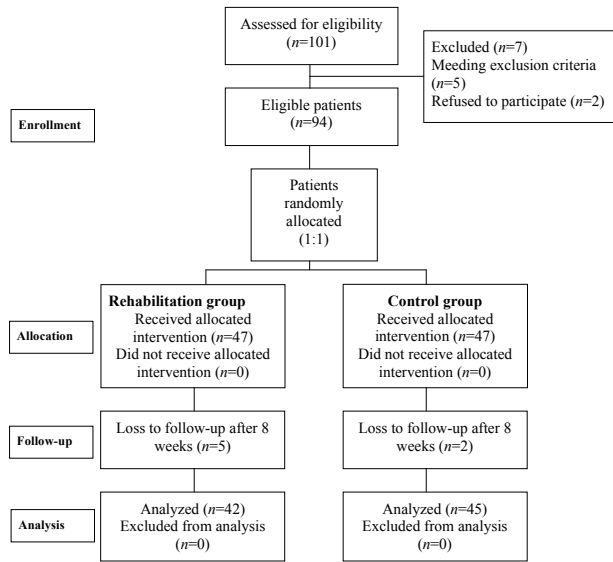 Assessed for eligibility
(n=101)
Excluded (n=7)
Meeding exclusion criteria
(n=5)
Refused to participate (n=2)
Enrollment
Eligible patients
(n=94)
Patients
randomly
allocated
(1:1)
Allocation
Rehabilitation group
Received allocated
intervention (n=47)
Did not receive allocated
intervention (n=0)
Control group
Received allocated
intervention (n=47)
Did not receive allocated
intervention (n=0)
Follow-up
Loss to follow-up after 8
weeks (n=5)
Loss to follow-up after 8
weeks (n=2)
Analysis
Analyzed (n=42)
Excluded from analysis
(n=0)
Analyzed (n=45)
Excluded from analysis
(n=0)